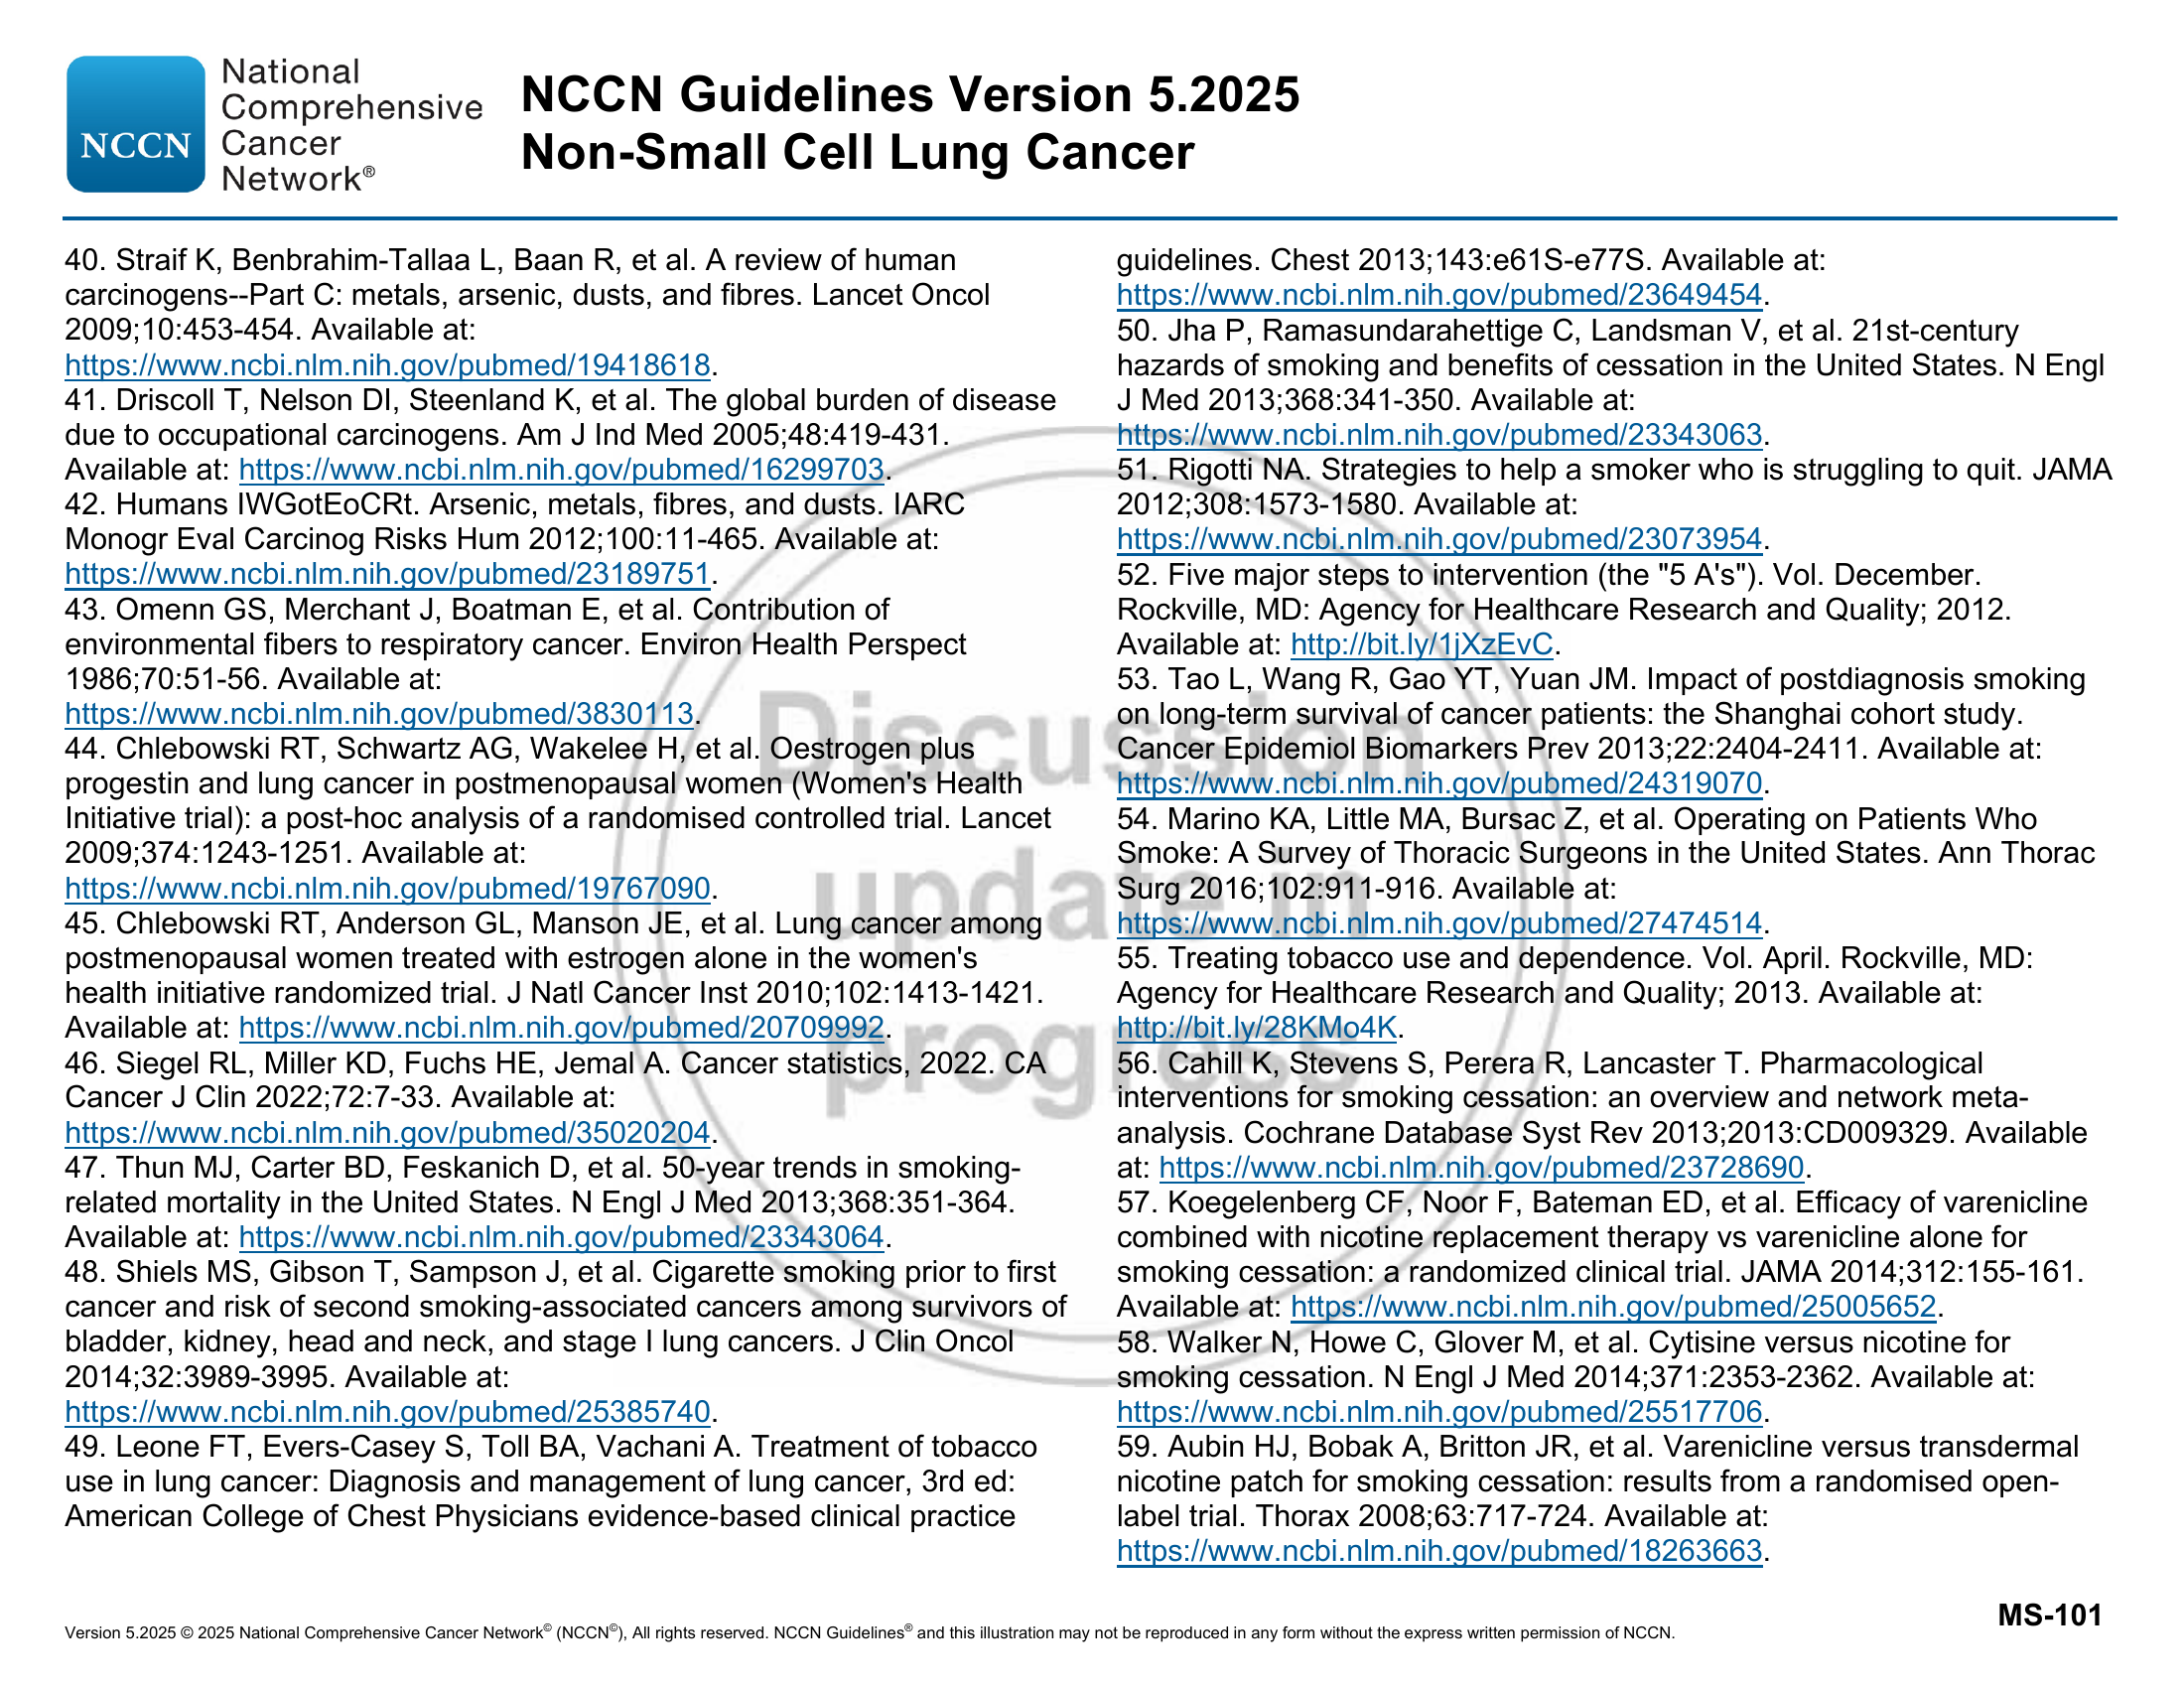 National
Comprehensive
Cancer
Network®
NCCN
NCCN Guidelines Version 5.2025
Non-Small Cell Lung Cancer
40. Straif K, Benbrahim-Tallaa L, Baan R, et al. A review of human
carcinogens--Part C: metals, arsenic, dusts, and fibres. Lancet Oncol
2009;10:453-454. Available at:
https://www.ncbi.nlm.nih.gov/pubmed/19418618.
41. Driscoll T, Nelson DI, Steenland K, et al. The global burden of disease
due to occupational carcinogens. Am J Ind Med 2005;48:419-431.
Available at: https://www.ncbi.nlm.nih.gov/pubmed/16299703.
42. Humans IWGotEoCRt. Arsenic, metals, fibres, and dusts. IARC
Monogr Eval Carcinog Risks Hum 2012;100:11-465. Available at:
https://www.ncbi.nlm.nih.gov/pubmed/23189751.
43. Omenn GS, Merchant J, Boatman E, et al. Contribution of
environmental fibers to respiratory cancer. Environ Health Perspect
1986;70:51-56. Available at:
https://www.ncbi.nlm.nih.gov/pubmed/3830113.
44. Chlebowski RT, Schwartz AG, Wakelee H, et al. Oestrogen plus
progestin and lung cancer in postmenopausal women (Women's Health
Initiative trial): a post-hoc analysis of a randomised controlled trial. Lancet
2009;374:1243-1251. Available at:
https://www.ncbi.nlm.nih.gov/pubmed/19767090.
45. Chlebowski RT, Anderson GL, Manson JE, et al. Lung cancer among
postmenopausal women treated with estrogen alone in the women's
health initiative randomized trial. J Natl Cancer Inst 2010;102:1413-1421.
Available at: https://www.ncbi.nlm.nih.gov/pubmed/20709992.
46. Siegel RL, Miller KD, Fuchs HE, Jemal A. Cancer statistics, 2022. CA
Cancer J Clin 2022;72:7-33. Available at:
https://www.ncbi.nlm.nih.gov/pubmed/35020204.
47. Thun MJ, Carter BD, Feskanich D, et al. 50-year trends in smoking-
related mortality in the United States. N Engl J Med 2013;368:351-364.
Available at: https://www.ncbi.nlm.nih.gov/pubmed/23343064.
48. Shiels MS, Gibson T, Sampson J, et al. Cigarette smoking prior to first
cancer and risk of second smoking-associated cancers among survivors of
bladder, kidney, head and neck, and stage I lung cancers. J Clin Oncol
2014;32:3989-3995. Available at:
https://www.ncbi.nlm.nih.gov/pubmed/25385740.
49. Leone FT, Evers-Casey S, Toll BA, Vachani A. Treatment of tobacco
use in lung cancer: Diagnosis and management of lung cancer, 3rd ed:
American College of Chest Physicians evidence-based clinical practice
guidelines. Chest 2013;143:e61S-e77S. Available at:
https://www.ncbi.nlm.nih.gov/pubmed/23649454.
50. Jha P, Ramasundarahettige C, Landsman V, et al. 21st-century
hazards of smoking and benefits of cessation in the United States. N Engl
J Med 2013;368:341-350. Available at:
https://www.ncbi.nlm.nih.gov/pubmed/23343063.
51. Rigotti NA. Strategies to help a smoker who is struggling to quit. JAMA
2012;308:1573-1580. Available at:
https://www.ncbi.nlm.nih.gov/pubmed/23073954.
52. Five major steps to intervention (the "5 A's"). Vol. December.
Rockville, MD: Agency for Healthcare Research and Quality; 2012.
Available at: http://bit.ly/1jXzEvC.
53. Tao L, Wang R, Gao YT, Yuan JM. Impact of postdiagnosis smoking
on long-term survival of cancer patients: the Shanghai cohort study.
Cancer Epidemiol Biomarkers Prev 2013;22:2404-2411. Available at:
https://www.ncbi.nlm.nih.gov/pubmed/24319070.
54. Marino KA, Little MA, Bursac Z, et al. Operating on Patients Who
Smoke: A Survey of Thoracic Surgeons in the United States. Ann Thorac
Surg 2016;102:911-916. Available at:
https://www.ncbi.nlm.nih.gov/pubmed/27474514.
55. Treating tobacco use and dependence. Vol. April. Rockville, MD:
Agency for Healthcare Research and Quality; 2013. Available at:
http://bit.ly/28KMo4K.
56. Cahill K, Stevens S, Perera R, Lancaster T. Pharmacological
interventions for smoking cessation: an overview and network meta-
analysis. Cochrane Database Syst Rev 2013;2013:CD009329. Available
at: https://www.ncbi.nlm.nih.gov/pubmed/23728690.
57. Koegelenberg CF, Noor F, Bateman ED, et al. Efficacy of varenicline
combined with nicotine replacement therapy vs varenicline alone for
smoking cessation: a randomized clinical trial. JAMA 2014;312:155-161.
Available at: https://www.ncbi.nlm.nih.gov/pubmed/25005652.
58. Walker N, Howe C, Glover M, et al. Cytisine versus nicotine for
smoking cessation. N Engl J Med 2014;371:2353-2362. Available at:
https://www.ncbi.nlm.nih.gov/pubmed/25517706.
59. Aubin HJ, Bobak A, Britton JR, et al. Varenicline versus transdermal
nicotine patch for smoking cessation: results from a randomised open-
label trial. Thorax 2008;63:717-724. Available at:
https://www.ncbi.nlm.nih.gov/pubmed/18263663.
Discussion
update in
progress
MS-101
Version 5.2025 © 2025 National Comprehensive Cancer Network© (NCCN©), All rights reserved. NCCN Guidelines® and this illustration may not be reproduced in any form without the express written permission of NCCN.